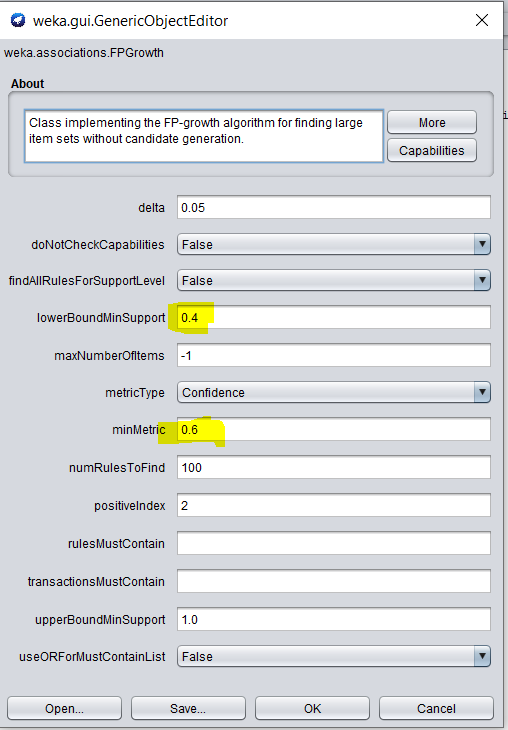 weka.gui.GenericObjectEditor
weka.associations.FPGrowth
About
Class implementing the FP-growth algorithm for finding large
item sets without candidate generation.
More
Capabilities
delta 0.05
doNotCheckCapabilities False
findAllRulesForSupportLevel False
lowerBoundMinSupport 0.4
maxNumberOfItems -1
metricType Confidence
minMetric 0.6
numRulesToFind 100
positiveIndex 2
rulesMustContain
transactionsMustContain
upperBoundMinSupport 1.0
useORForMustContainList False
Open... Save... OK Cancel